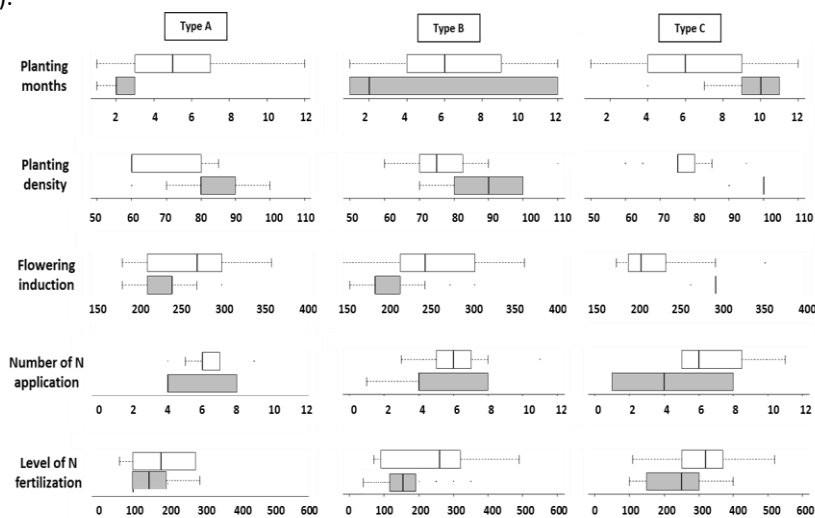 ).
Type A Type B Type C
Planting months
2 4 6 8 10 12 2 4 6 8 10 12 2 4 6 8 10 12
Planting density
50 60 70 80 90 100 110 50 60 70 80 90 100 110 50 60 70 80 90 100 110
Flowering induction
150 200 250 300 350 400 150 200 250 300 350 400 150 200 250 300 350 400
Number of N application
0 2 4 6 8 10 12 0 2 4 6 8 10 12 0 2 4 6 8 10 12
Level of N fertilization
0 100 200 300 400 500 600 0 100 200 300 400 500 600 0 100 200 300 400 500 600